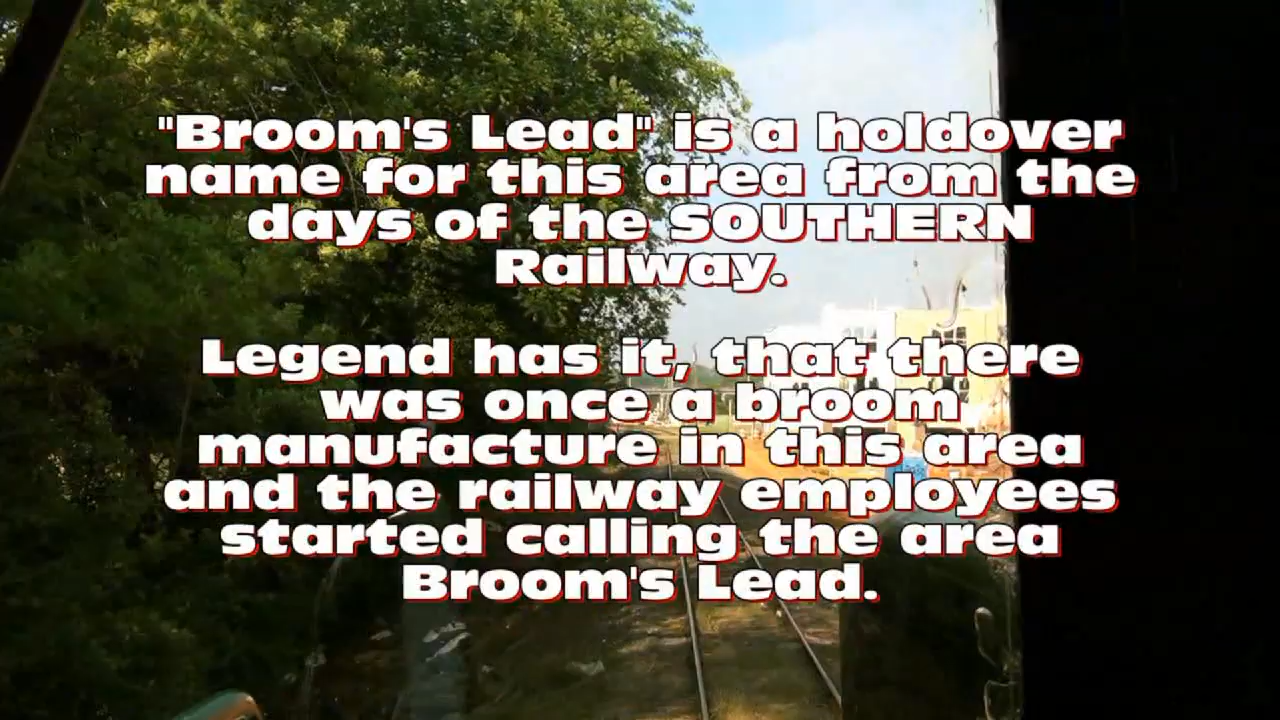 "Broom's Lead" is a holdover
name for this area from the
days of the SOUTHERN
Railway.
Legend has it, that there
was once a broom
manufacture in this area
and the railway employees
started calling the area
Broom's Lead.